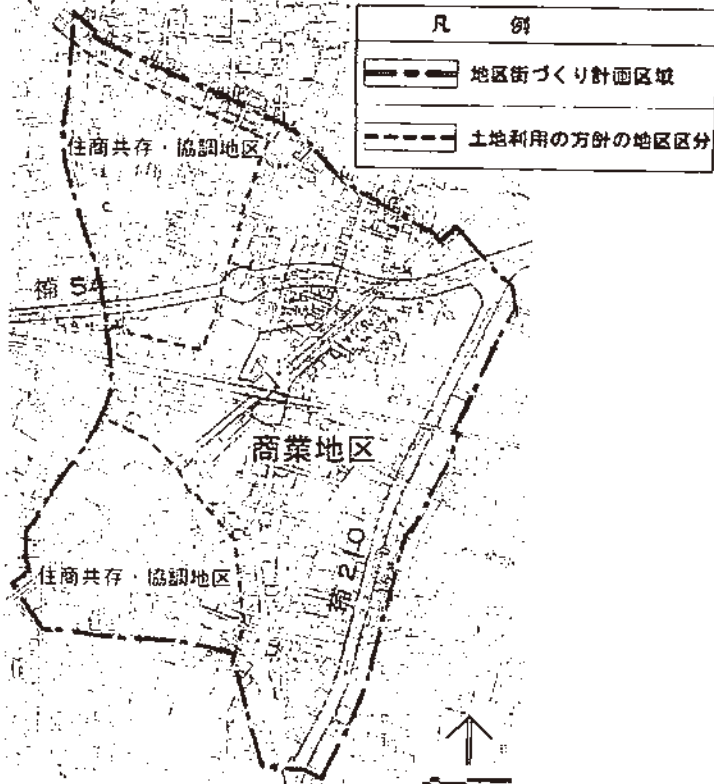 凡 例
地区街づくり計画区域
土地利用の方針の地区区分
住商共存・協調地区
補54
商業地区
補210
住商共存・協調地区